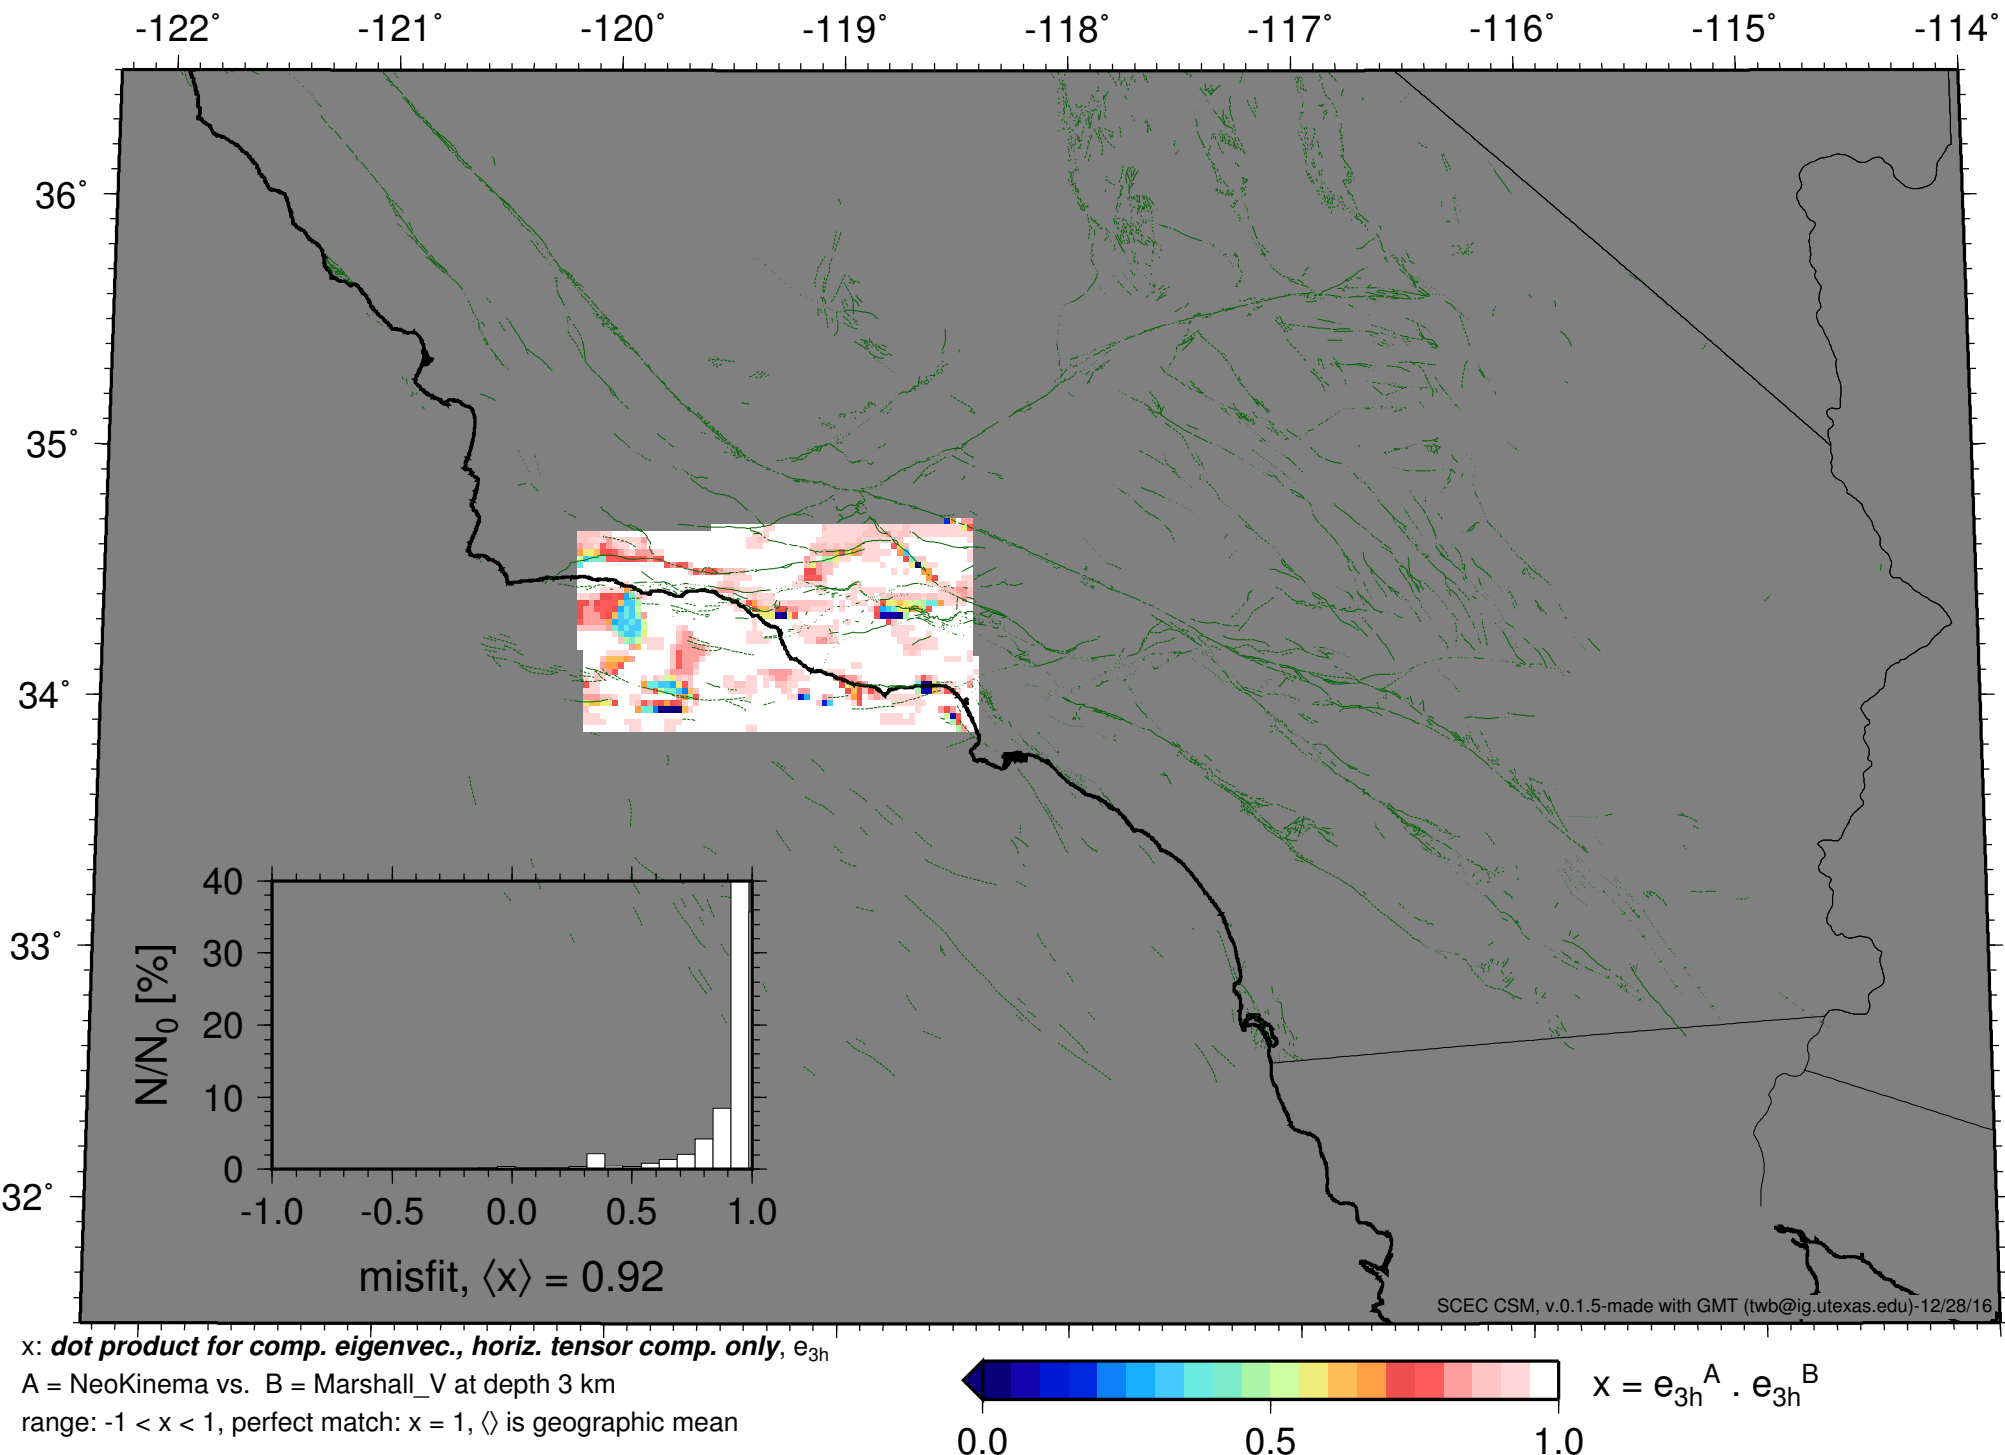 -122° -121° -120° -119° -118° -117° -116° -115° -114°
36°
35°
34°
33°
32°
40
30
20
10
0
N/N0 [%]
-1.0 -0.5 0.0 0.5 1.0
misfit, ⟨x⟩ = 0.92
SCEC CSM, v.0.1.5-made with GMT (twb@ig.utexas.edu)-12/28/16
x: dot product for comp. eigenvec., horiz. tensor comp. only, e3h
A = NeoKinema vs. B = Marshall_V at depth 3 km
range: -1 < x < 1, perfect match: x = 1, ⟨⟩ is geographic mean
x = e3hA . e3hB
0.0 0.5 1.0